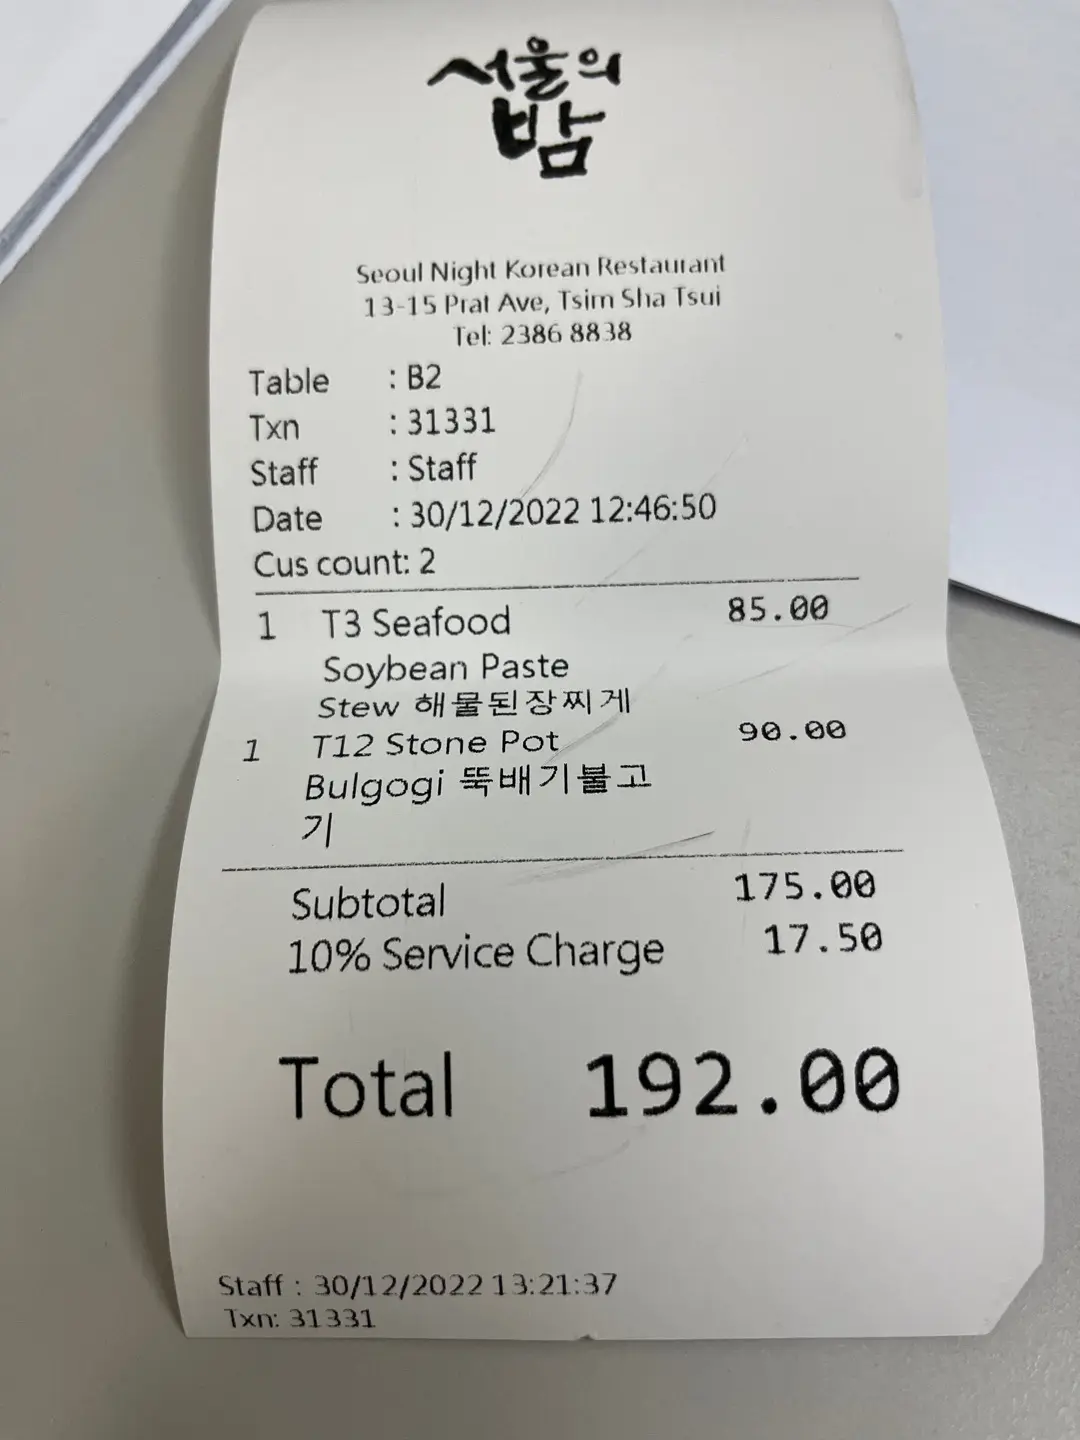 서울의
밤
Seoul Night Korean Restaurant
13-15 Prat Ave, Tsim Sha Tsui
Tel: 2386 8838
Table : B2
Txn : 31331
Staff : Staff
Date : 30/12/2022 12:46:50
Cus count: 2
1 T3 Seafood 85.00
Soybean Paste
Stew 해물된장찌게
1 T12 Stone Pot 90.00
Bulgogi 뚝배기불고
기
Subtotal 175.00
10% Service Charge 17.50
Total 192.00
Staff : 30/12/2022 13:21:37
Txn: 31331